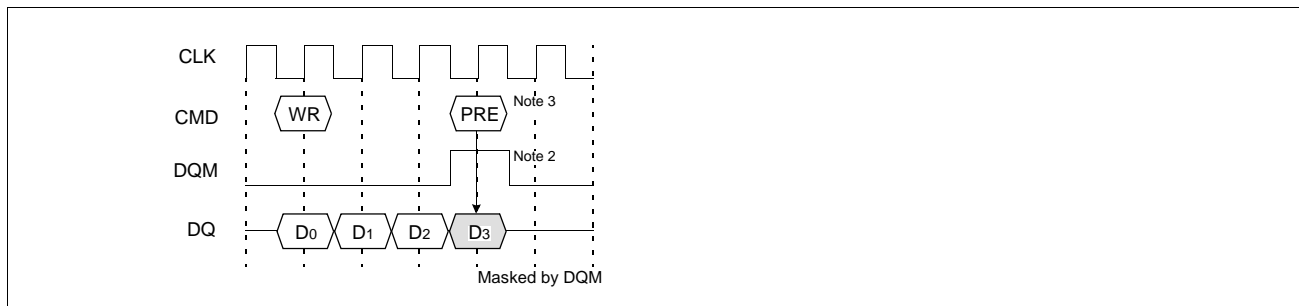 CLK
CMD WR PRE Note 3
DQM Note 2
DQ D0 D1 D2 D3
Masked by DQM